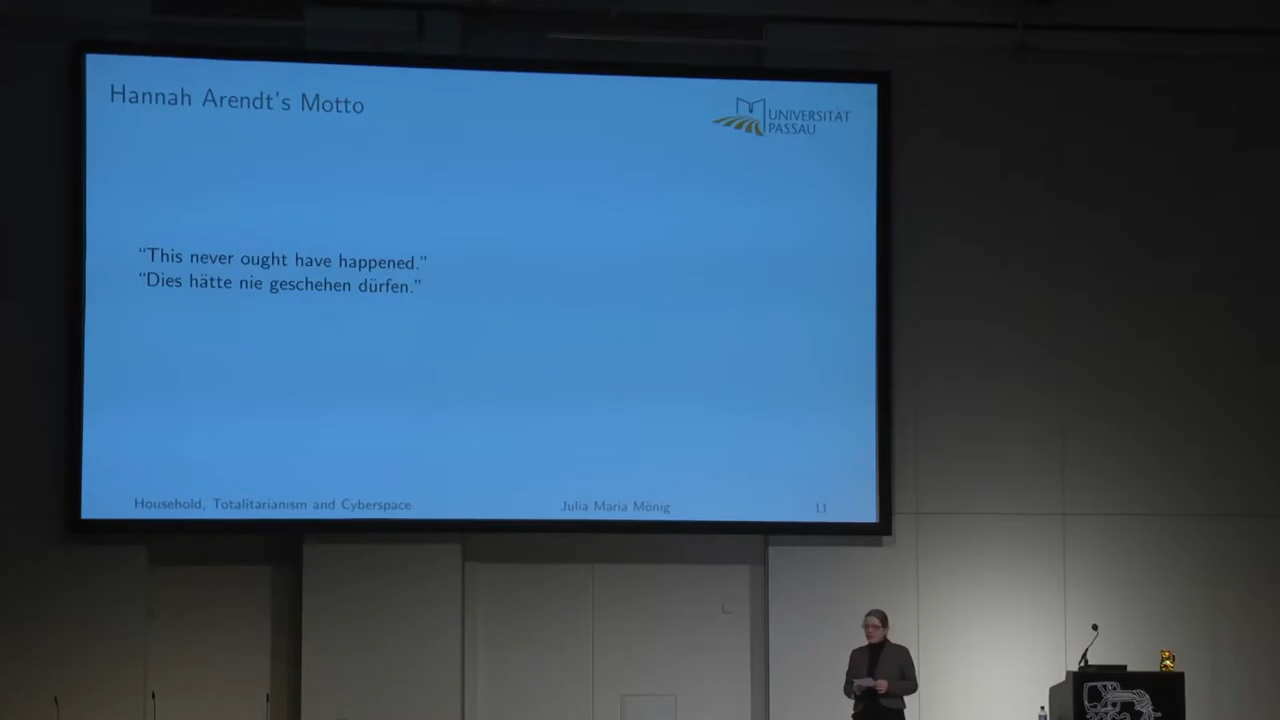 Hannah Arendt's Motto
UNIVERSITÄT
PASSAU
“This never ought have happened.”
“Dies hätte nie geschehen dürfen.”
Household, Totalitarianism and Cyberspace
Julia Maria Mönig
11